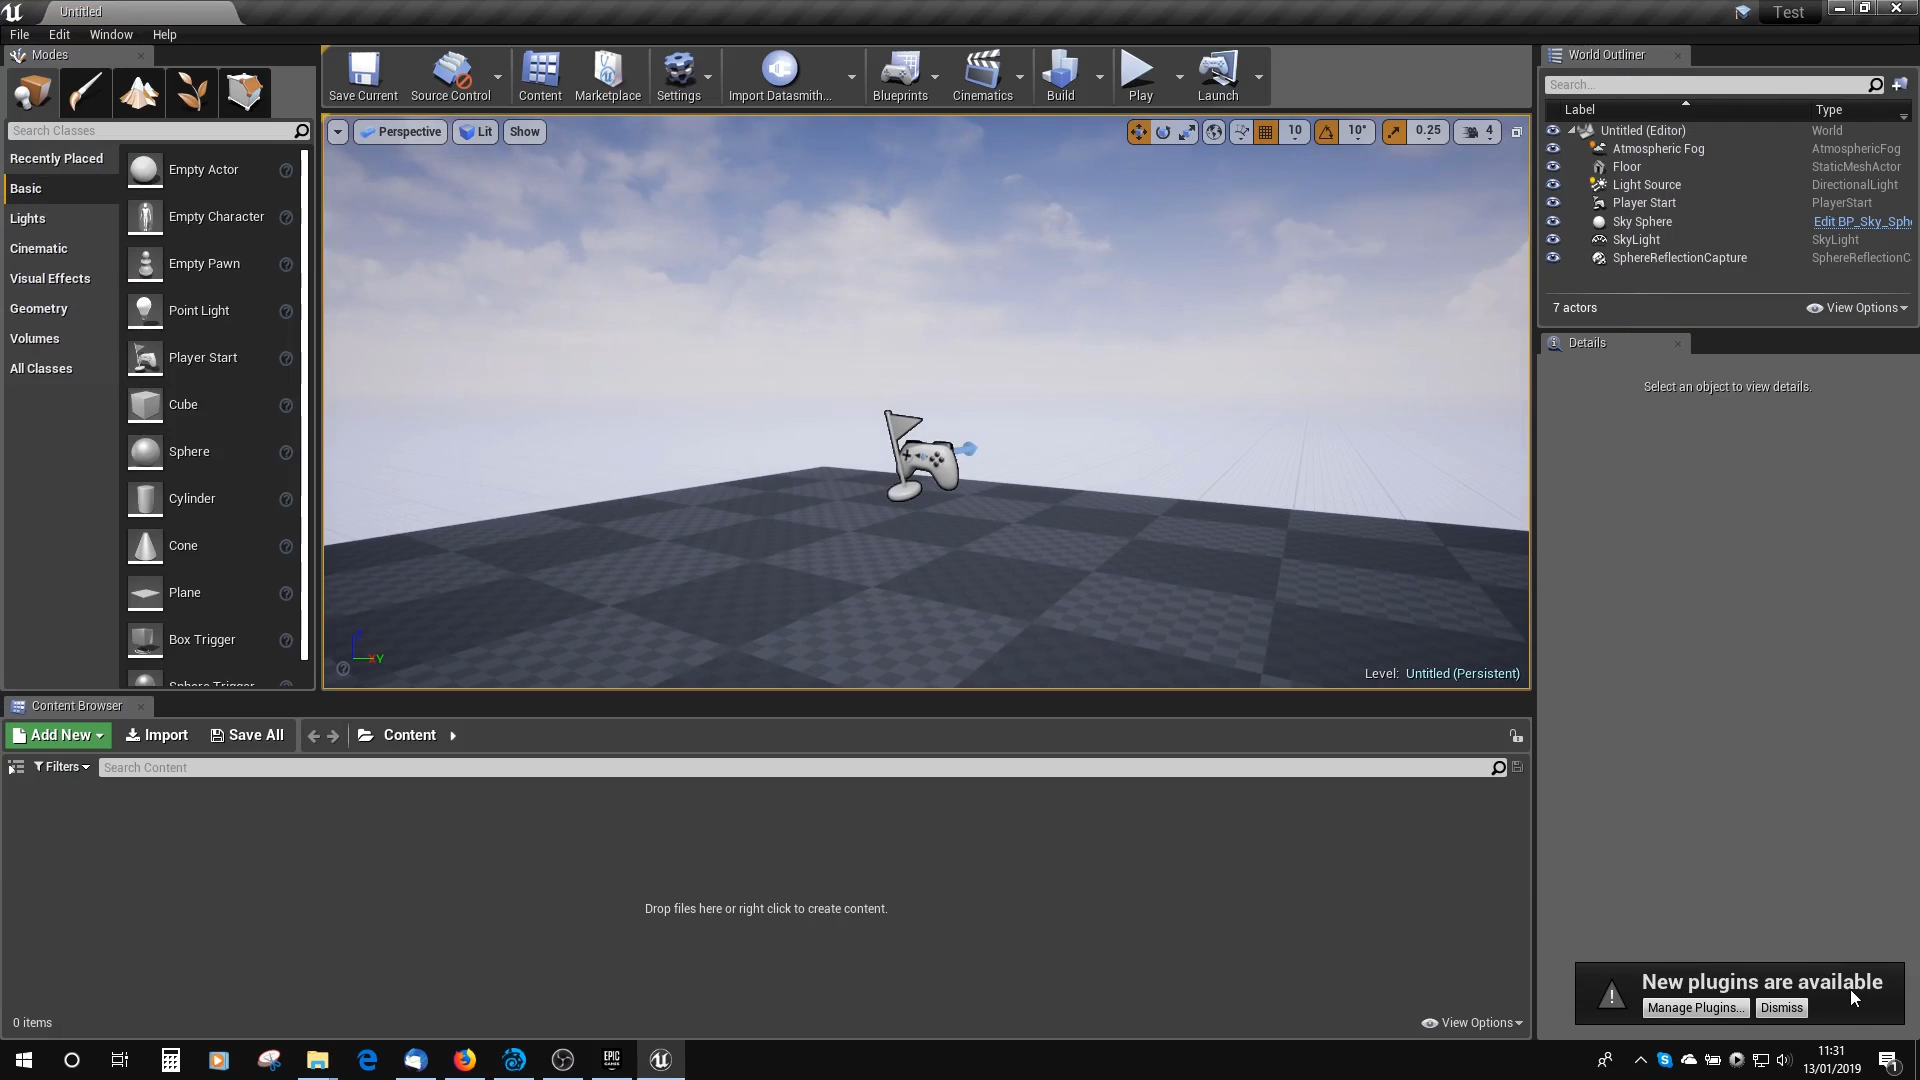 Untitled
Test
File Edit Window Help
Modes
Search Classes
Recently Placed
Basic
Lights
Cinematic
Visual Effects
Geometry
Volumes
All Classes
Empty Actor
Empty Character
Empty Pawn
Point Light
Player Start
Cube
Sphere
Cylinder
Cone
Plane
Box Trigger
Sphere Trigger
Save Current Source Control Content Marketplace Settings Import Datasmith... Blueprints Cinematics Build Play Launch
Perspective Lit Show
10 10° 0.25 4
XY
Level: Untitled (Persistent)
World Outliner
Search...
Label Type
Untitled (Editor) World
Atmospheric Fog AtmosphericFog
Floor StaticMeshActor
Light Source DirectionalLight
Player Start PlayerStart
Sky Sphere Edit BP_Sky_Sph
SkyLight SkyLight
SphereReflectionCapture SphereReflectionC
7 actors View Options
Details
Select an object to view details.
Content Browser
Add New Import Save All Content
Filters Search Content
Drop files here or right click to create content.
0 items View Options
New plugins are available
Manage Plugins... Dismiss
EPIC
GAMES
11:31
13/01/2019
1